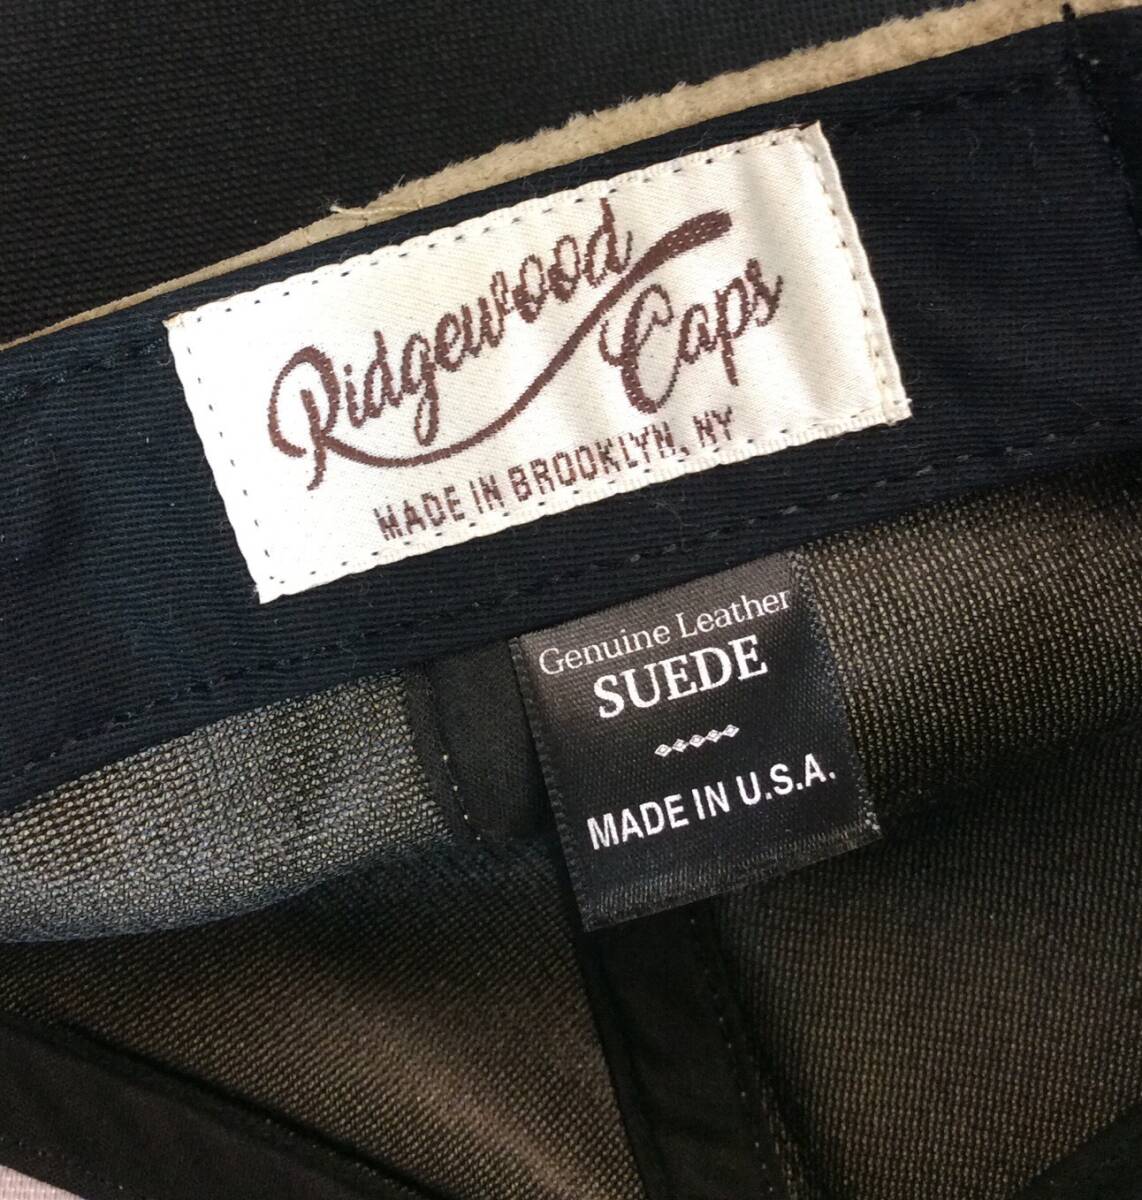 Ridgewood
Caps
MADE IN BROOKLYN, NY
Genuine Leather
SUEDE
MADE IN U.S.A.